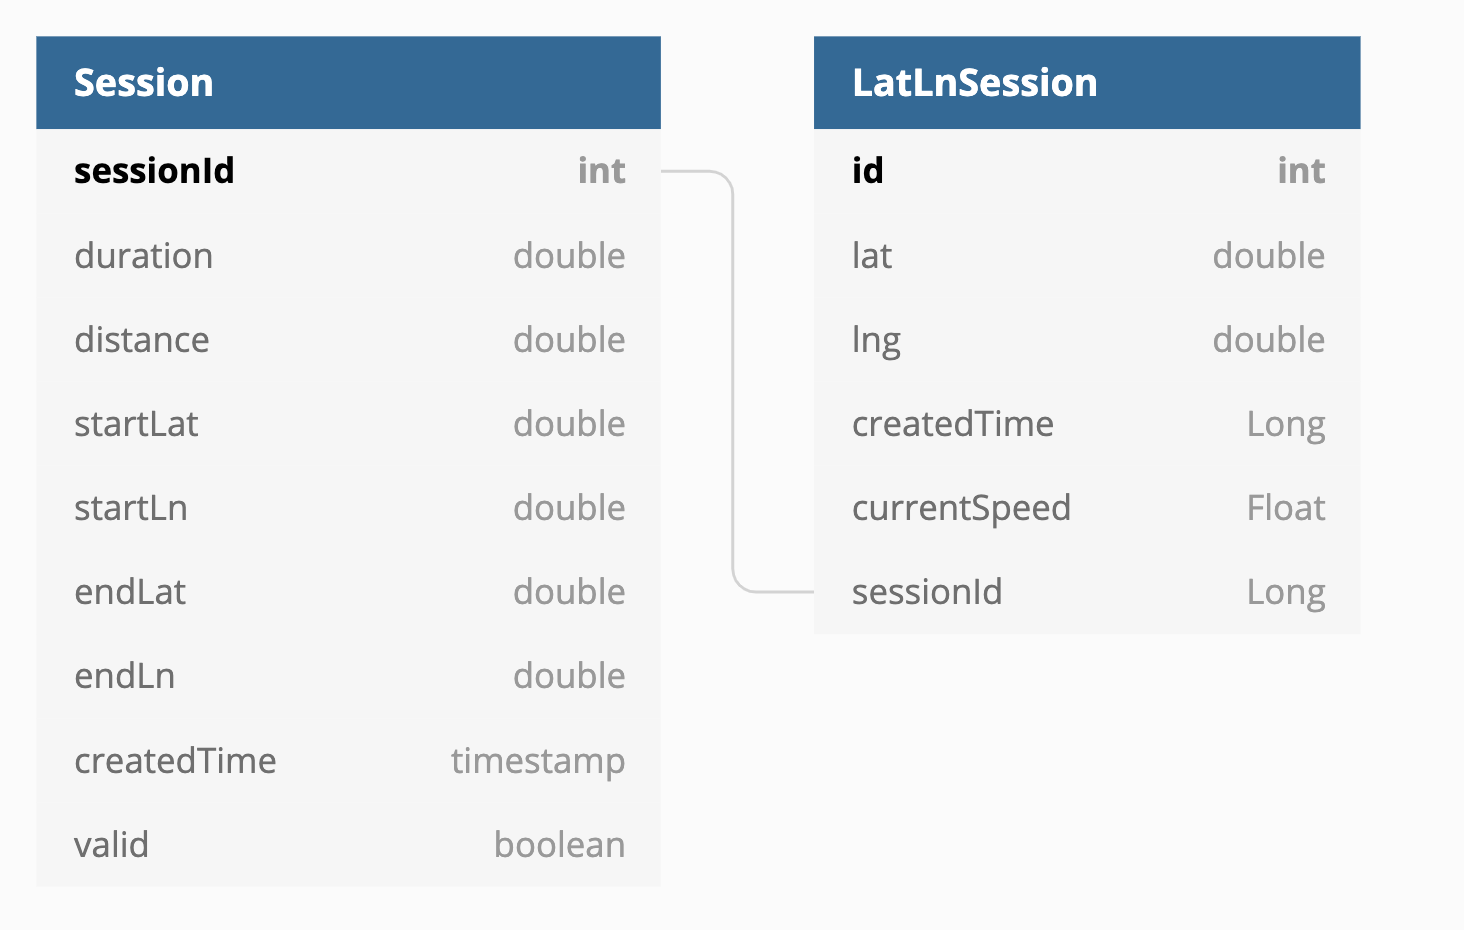 Session
sessionId int
duration double
distance double
startLat double
startLn double
endLat double
endLn double
createdTime timestamp
valid boolean
LatLnSession
id int
lat double
lng double
createdTime Long
currentSpeed Float
sessionId Long